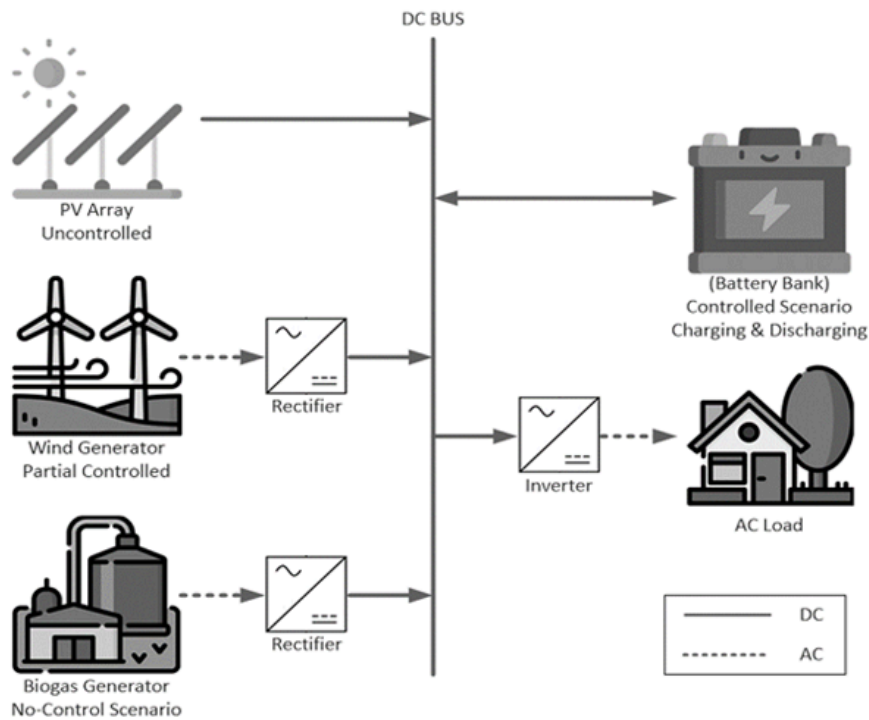 DC BUS
PV Array
Uncontrolled
(Battery Bank)
Controlled Scenario
Charging & Discharging
Rectifier
Wind Generator
Partial Controlled
Inverter
AC Load
Rectifier
DC
AC
Biogas Generator
No-Control Scenario